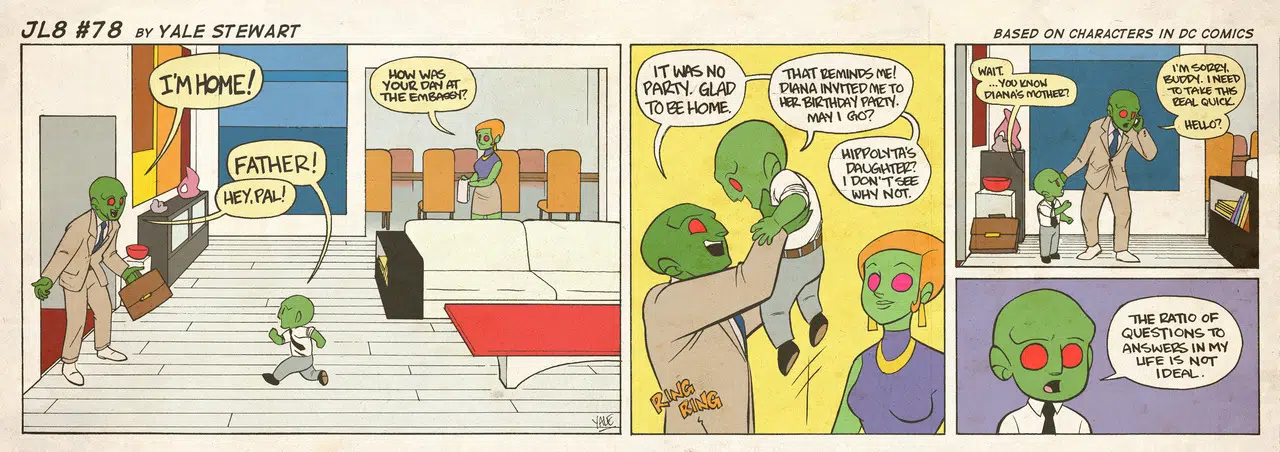 JL8 #78 BY YALE STEWART
BASED ON CHARACTERS IN DC COMICS
I'M HOME!
FATHER!
HEY, PAL!
HOW WAS
YOUR DAY AT
THE EMBASSY?
YALE
IT WAS NO
PARTY. GLAD
TO BE HOME.
THAT REMINDS ME!
DIANA INVITED ME TO
HER BIRTHDAY PARTY.
MAY I GO?
HIPPOLYTA'S
DAUGHTER?
I DON'T SEE
WHY NOT.
RING
RING
WAIT.
...YOU KNOW
DIANA'S MOTHER?
I'M SORRY,
BUDDY. I NEED
TO TAKE THIS
REAL QUICK.
HELLO?
THE RATIO OF
QUESTIONS TO
ANSWERS IN MY
LIFE IS NOT
IDEAL.